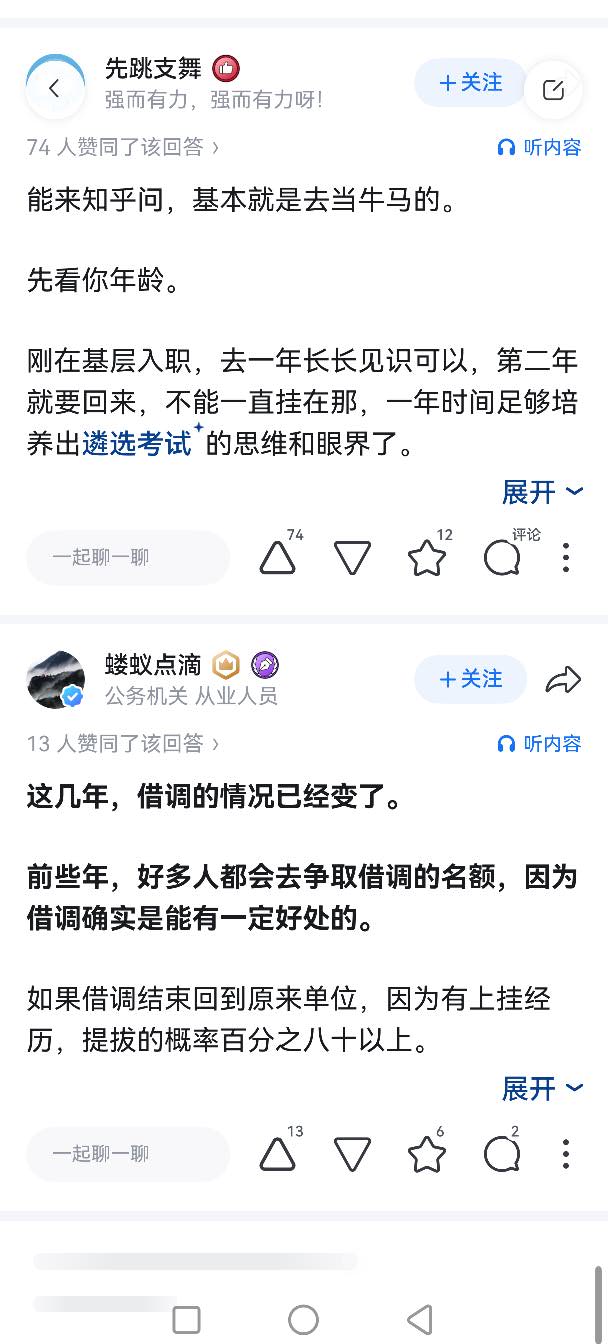 先跳支舞
强而有力，强而有力呀！
+关注
74 人赞同了该回答 ›
听内容
能来知乎问，基本就是去当牛马的。
先看你年龄。
刚在基层入职，去一年长长见识可以，第二年
就要回来，不能一直挂在那，一年时间足够培
养出遴选考试的思维和眼界了。
展开
一起聊一聊
74
12
评论
蝼蚁点滴
公务机关 从业人员
+关注
13 人赞同了该回答 ›
听内容
这几年，借调的情况已经变了。
前些年，好多人都会去争取借调的名额，因为
借调确实是能有一定好处的。
如果借调结束回到原来单位，因为有上挂经
历，提拔的概率百分之八十以上。
展开
一起聊一聊
13
6
2